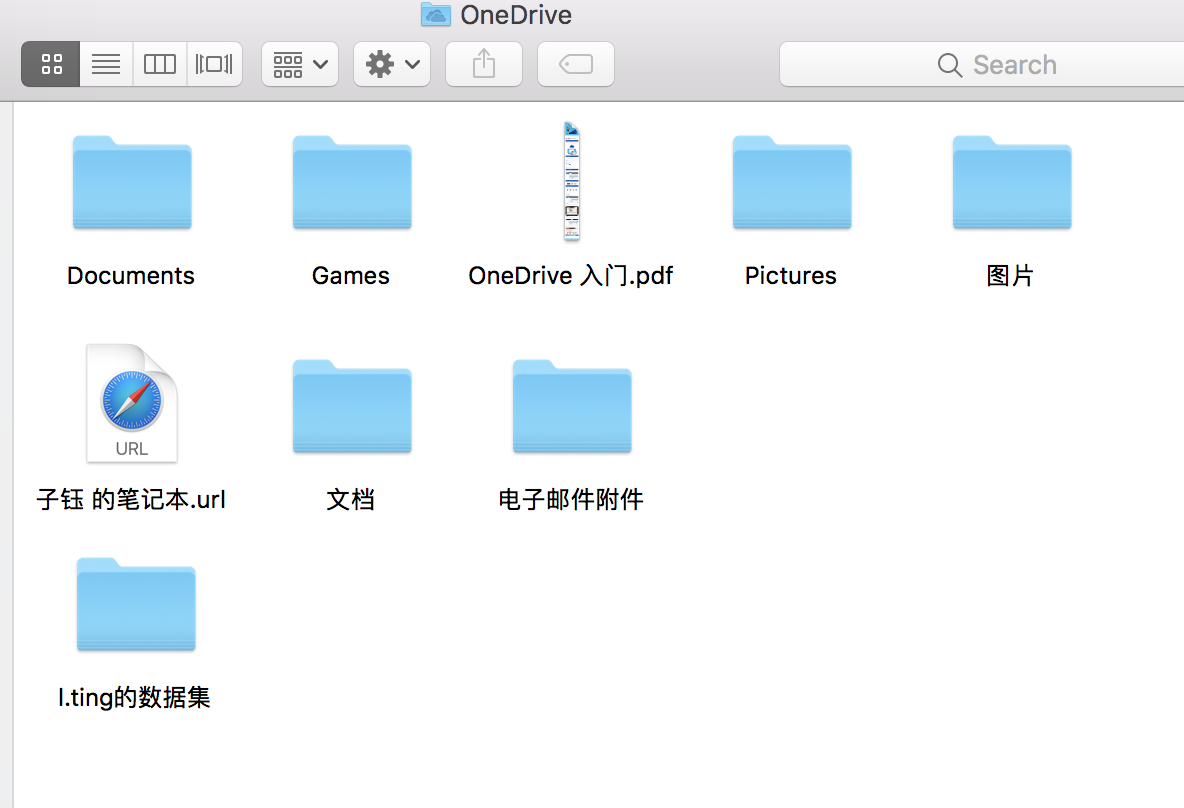 OneDrive
Search
Documents
Games
OneDrive 入门.pdf
Pictures
图片
URL
子钰 的笔记本.url
文档
电子邮件附件
l.ting的数据集